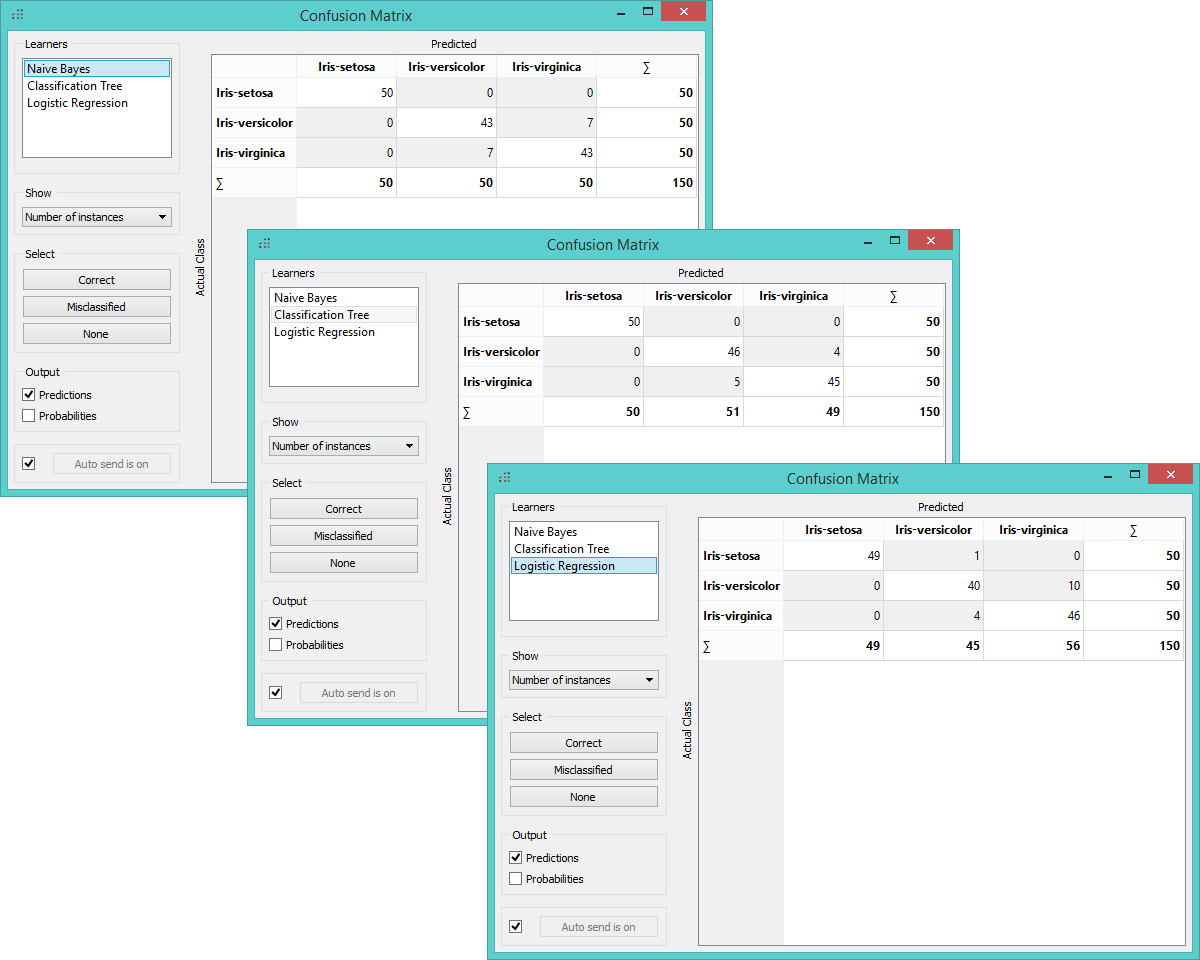 Confusion Matrix
Learners
Naive Bayes
Classification Tree
Logistic Regression
Show
Number of instances
Select
Correct
Misclassified
None
Output
Predictions
Probabilities
Auto send is on
Predicted
Actual Class
Iris-setosa Iris-versicolor Iris-virginica ∑
Iris-setosa 50 0 0 50
Iris-versicolor 0 43 7 50
Iris-virginica 0 7 43 50
∑ 50 50 50 150
Confusion Matrix
Learners
Naive Bayes
Classification Tree
Logistic Regression
Show
Number of instances
Select
Correct
Misclassified
None
Output
Predictions
Probabilities
Auto send is on
Predicted
Actual Class
Iris-setosa Iris-versicolor Iris-virginica ∑
Iris-setosa 50 0 0 50
Iris-versicolor 0 46 4 50
Iris-virginica 0 5 45 50
∑ 50 51 49 150
Confusion Matrix
Learners
Naive Bayes
Classification Tree
Logistic Regression
Show
Number of instances
Select
Correct
Misclassified
None
Output
Predictions
Probabilities
Auto send is on
Predicted
Actual Class
Iris-setosa Iris-versicolor Iris-virginica ∑
Iris-setosa 49 1 0 50
Iris-versicolor 0 40 10 50
Iris-virginica 0 4 46 50
∑ 49 45 56 150